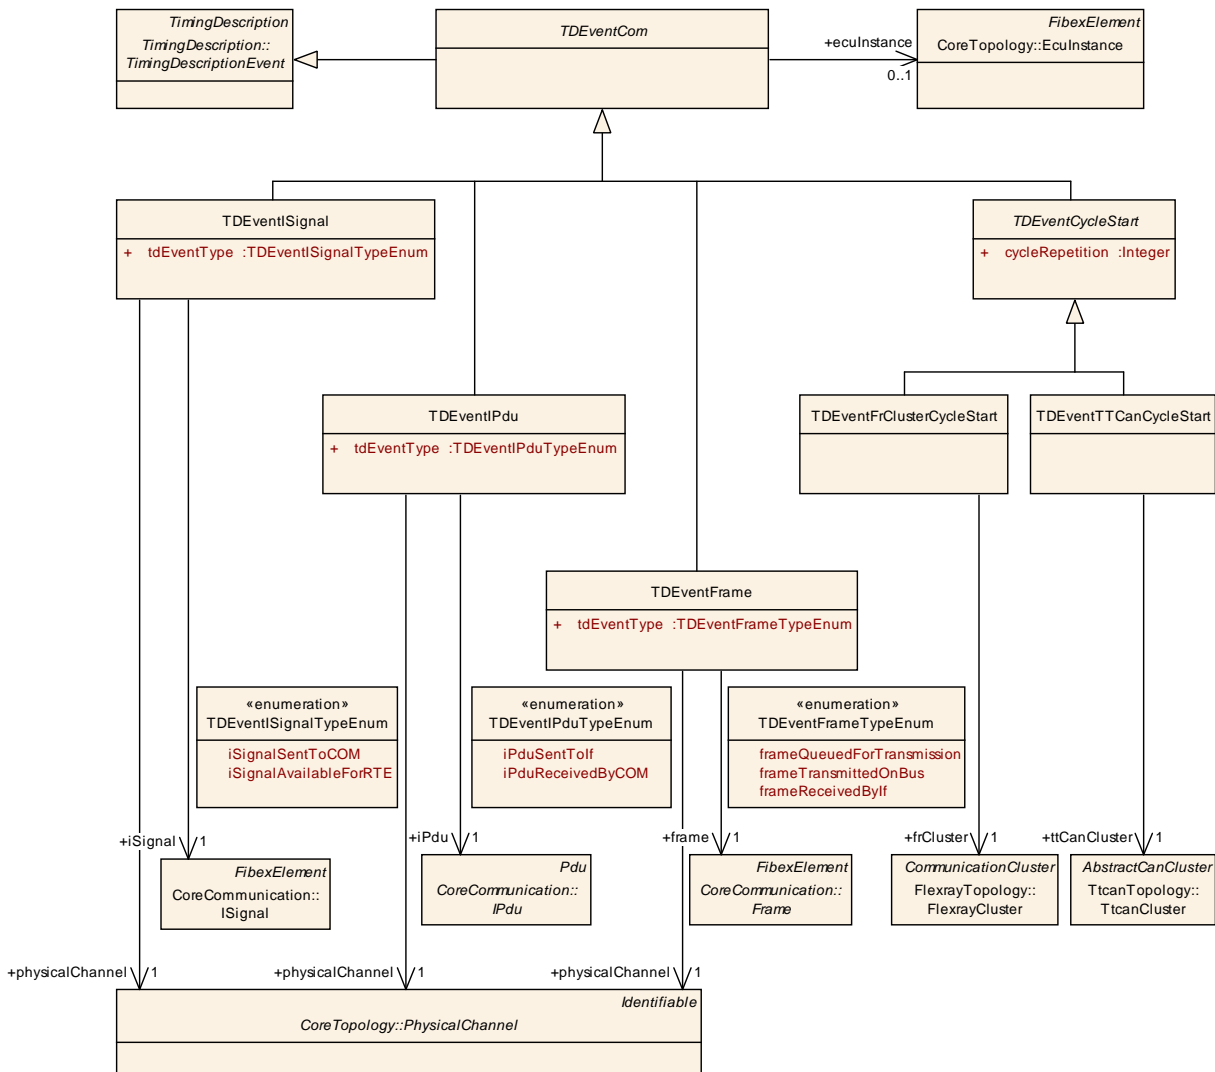 TimingDescription
TimingDescription::
TimingDescriptionEvent
TDEventCom
+ecuInstance
0..1
FibexElement
CoreTopology::EcuInstance
TDEventISignal
+ tdEventType :TDEventISignalTypeEnum
TDEventCycleStart
+ cycleRepetition :Integer
TDEventIPdu
+ tdEventType :TDEventIPduTypeEnum
TDEventFrClusterCycleStart
TDEventTTCanCycleStart
TDEventFrame
+ tdEventType :TDEventFrameTypeEnum
«enumeration»
TDEventISignalTypeEnum
iSignalSentToCOM
iSignalAvailableForRTE
«enumeration»
TDEventIPduTypeEnum
iPduSentToIf
iPduReceivedByCOM
«enumeration»
TDEventFrameTypeEnum
frameQueuedForTransmission
frameTransmittedOnBus
frameReceivedByIf
+iSignal 1
+iPdu 1
+frame 1
+frCluster 1
+ttCanCluster 1
FibexElement
CoreCommunication::
ISignal
Pdu
CoreCommunication::
IPdu
FibexElement
CoreCommunication::
Frame
CommunicationCluster
FlexrayTopology::
FlexrayCluster
AbstractCanCluster
TtcanTopology::
TtcanCluster
+physicalChannel 1
+physicalChannel 1
+physicalChannel 1
Identifiable
CoreTopology::PhysicalChannel